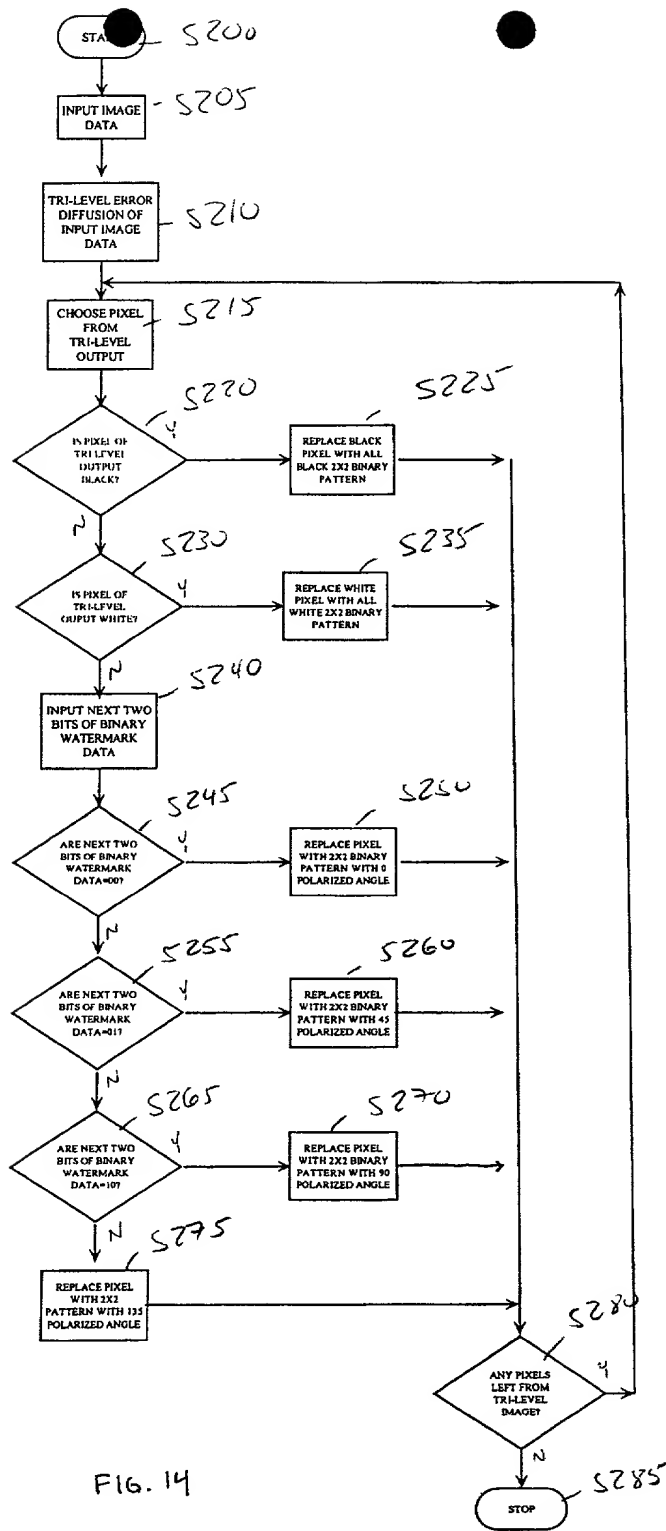 STA
S200
INPUT IMAGE
DATA
S205
TRI-LEVEL ERROR
DIFFUSION OF
INPUT IMAGE
DATA
S210
CHOOSE PIXEL
FROM
TRI-LEVEL
OUTPUT
S215
IS PIXEL OF
TRI LEVEL
OUTPUT
BLACK?
S220
Y
N
REPLACE BLACK
PIXEL WITH ALL
BLACK 2X2 BINARY
PATTERN
S225
IS PIXEL OF
TRI-LEVEL
OUPUT WHITE?
S230
Y
N
REPLACE WHITE
PIXEL WITH ALL
WHITE 2X2 BINARY
PATTERN
S235
INPUT NEXT TWO
BITS OF BINARY
WATERMARK
DATA
S240
ARE NEXT TWO
BITS OF BINARY
WATERMARK
DATA=00?
S245
Y
N
REPLACE PIXEL
WITH 2X2 BINARY
PATTERN WITH 0
POLARIZED ANGLE
S250
ARE NEXT TWO
BITS OF BINARY
WATERMARK
DATA=01?
S255
Y
N
REPLACE PIXEL
WITH 2X2 BINARY
PATTERN WITH 45
POLARIZED ANGLE
S260
ARE NEXT TWO
BITS OF BINARY
WATERMARK
DATA=10?
S265
Y
N
REPLACE PIXEL
WITH 2X2 BINARY
PATTERN WITH 90
POLARIZED ANGLE
S270
REPLACE PIXEL
WITH 2X2
PATTERN WITH 135
POLARIZED ANGLE
S275
ANY PIXELS
LEFT FROM
TRI-LEVEL
IMAGE?
S280
Y
N
STOP
S285
FIG. 14